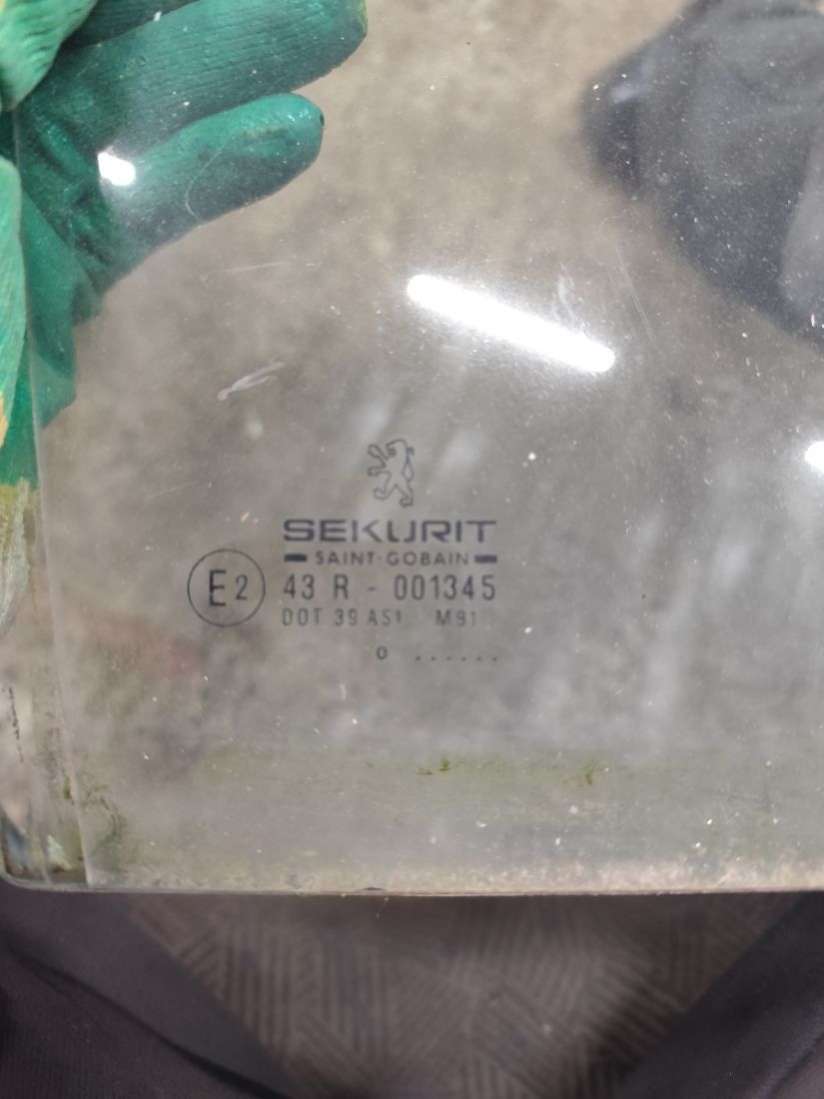 SEKURIT
SAINT-GOBAIN
E2 43 R - 001345
DOT 39 AS1 M91
o ......